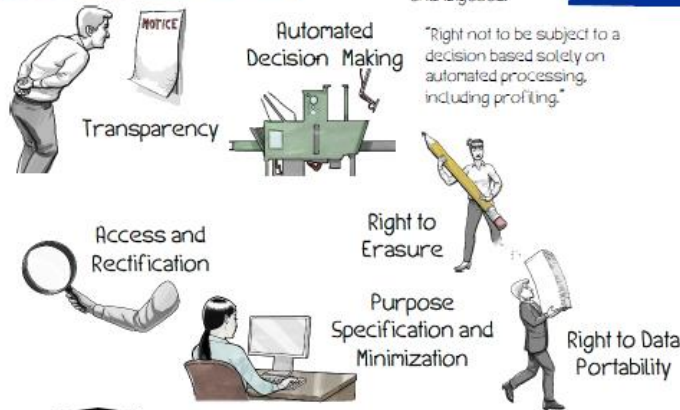 NOTICE
Transparency
Automated
Decision Making
"Right not to be subject to a
decision based solely on
automated processing,
including profiling."
Access and
Rectification
Right to
Erasure
Purpose
Specification and
Minimization
Right to Data
Portability